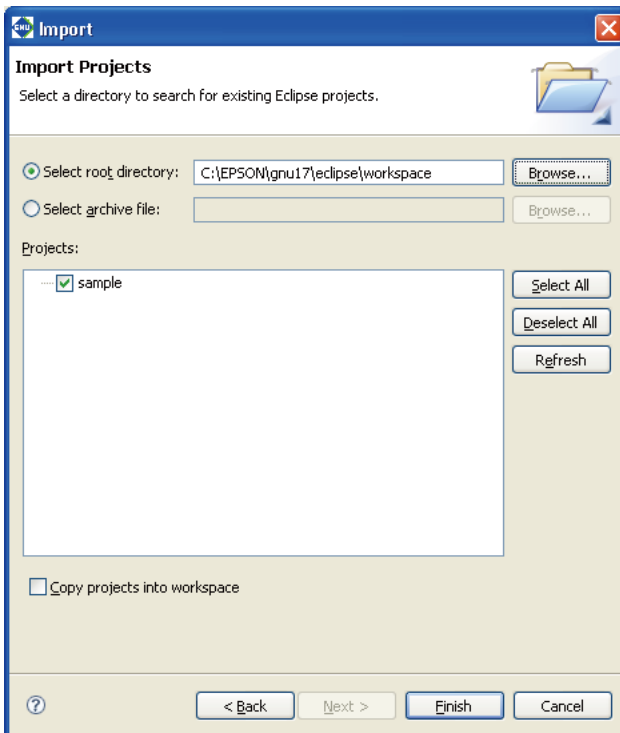 GNU Import
Import Projects
Select a directory to search for existing Eclipse projects.
Select root directory: C:\EPSON\gnu17\eclipse\workspace Browse...
Select archive file: Browse...
Projects:
sample
Select All
Deselect All
Refresh
Copy projects into workspace
? < Back Next > Finish Cancel